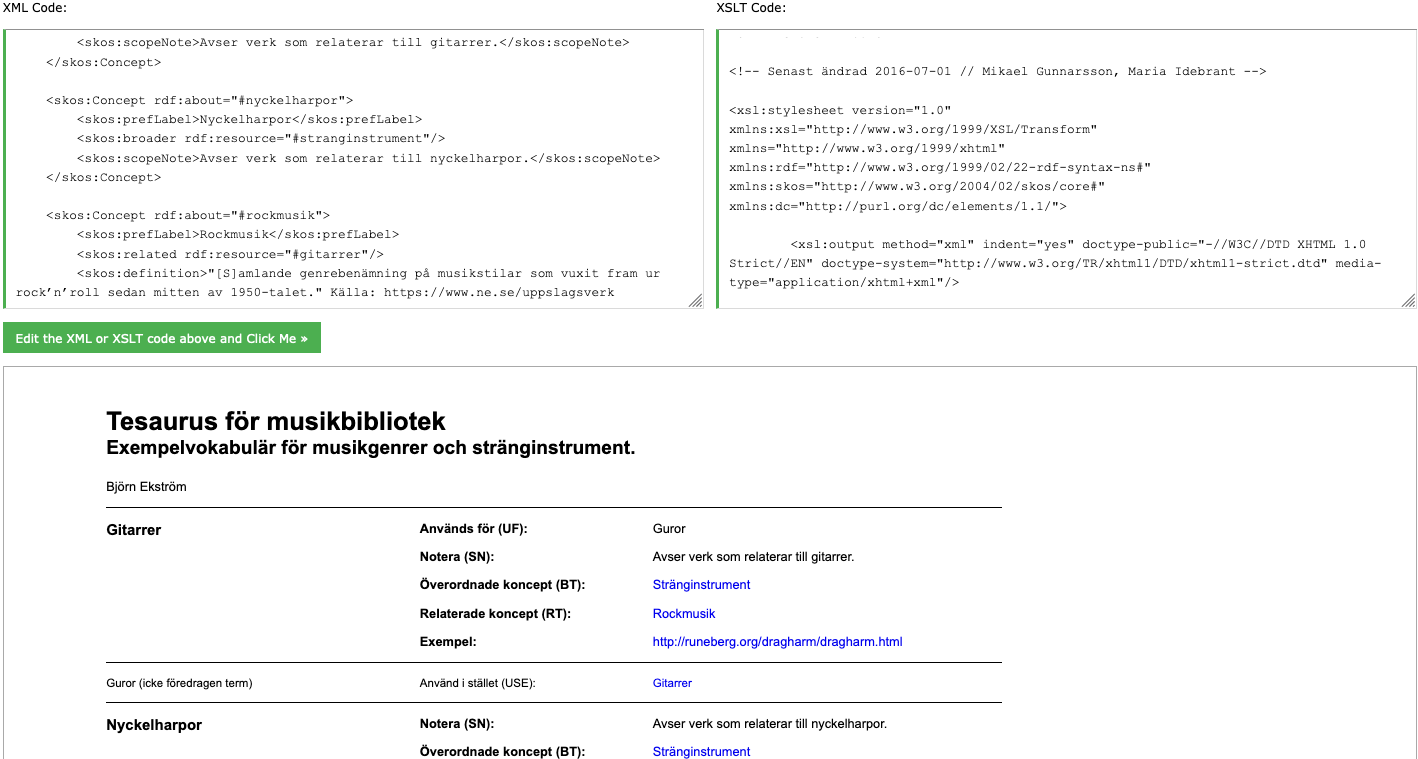 XML Code:
<skos:scopeNote>Avser verk som relaterar till gitarrer.</skos:scopeNote>
</skos:Concept>
<skos:Concept rdf:about="#nyckelharpor">
<skos:prefLabel>Nyckelharpor</skos:prefLabel>
<skos:broader rdf:resource="#stranginstrument"/>
<skos:scopeNote>Avser verk som relaterar till nyckelharpor.</skos:scopeNote>
</skos:Concept>
<skos:Concept rdf:about="#rockmusik">
<skos:prefLabel>Rockmusik</skos:prefLabel>
<skos:related rdf:resource="#gitarrer"/>
<skos:definition>"[S]amlande genrebenämning på musikstilar som vuxit fram ur
rock’n’roll sedan mitten av 1950-talet." Källa: https://www.ne.se/uppslagsverk
XSLT Code:
<!-- Senast ändrad 2016-07-01 // Mikael Gunnarsson, Maria Idebrant -->
<xsl:stylesheet version="1.0"
xmlns:xsl="http://www.w3.org/1999/XSL/Transform"
xmlns="http://www.w3.org/1999/xhtml"
xmlns:rdf="http://www.w3.org/1999/02/22-rdf-syntax-ns#"
xmlns:skos="http://www.w3.org/2004/02/skos/core#"
xmlns:dc="http://purl.org/dc/elements/1.1/">
<xsl:output method="xml" indent="yes" doctype-public="-//W3C//DTD XHTML 1.0
Strict//EN" doctype-system="http://www.w3.org/TR/xhtml1/DTD/xhtml1-strict.dtd" media-
type="application/xhtml+xml"/>
Edit the XML or XSLT code above and Click Me »
Tesaurus för musikbibliotek
Exempelvokabulär för musikgenrer och stränginstrument.
Björn Ekström
Gitarrer Används för (UF): Guror
Notera (SN): Avser verk som relaterar till gitarrer.
Överordnade koncept (BT): Stränginstrument
Relaterade koncept (RT): Rockmusik
Exempel: http://runeberg.org/dragharm/dragharm.html
Guror (icke föredragen term) Använd i stället (USE): Gitarrer
Nyckelharpor Notera (SN): Avser verk som relaterar till nyckelharpor.
Överordnade koncept (BT): Stränginstrument